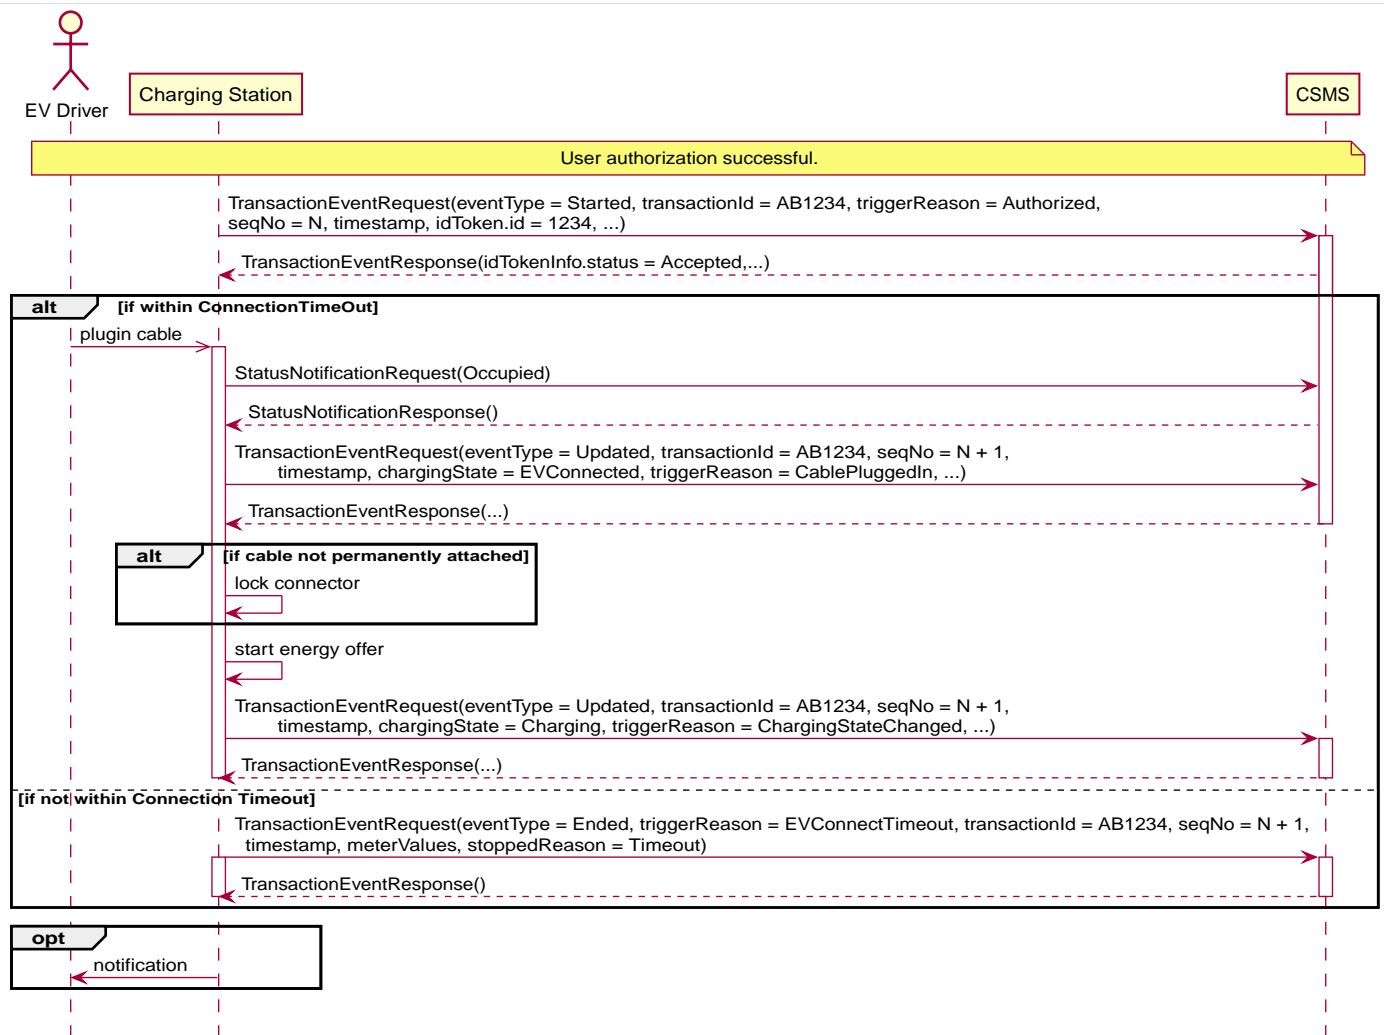 EV Driver
Charging Station
CSMS
User authorization successful.
TransactionEventRequest(eventType = Started, transactionId = AB1234, triggerReason = Authorized,
seqNo = N, timestamp, idToken.id = 1234, ...)
TransactionEventResponse(idTokenInfo.status = Accepted,...)
alt
[if within ConnectionTimeOut]
plugin cable
StatusNotificationRequest(Occupied)
StatusNotificationResponse()
TransactionEventRequest(eventType = Updated, transactionId = AB1234, seqNo = N + 1,
timestamp, chargingState = EVConnected, triggerReason = CablePluggedIn, ...)
TransactionEventResponse(...)
alt
[if cable not permanently attached]
lock connector
start energy offer
TransactionEventRequest(eventType = Updated, transactionId = AB1234, seqNo = N + 1,
timestamp, chargingState = Charging, triggerReason = ChargingStateChanged, ...)
TransactionEventResponse(...)
[if not within Connection Timeout]
TransactionEventRequest(eventType = Ended, triggerReason = EVConnectTimeout, transactionId = AB1234, seqNo = N + 1,
timestamp, meterValues, stoppedReason = Timeout)
TransactionEventResponse()
opt
notification